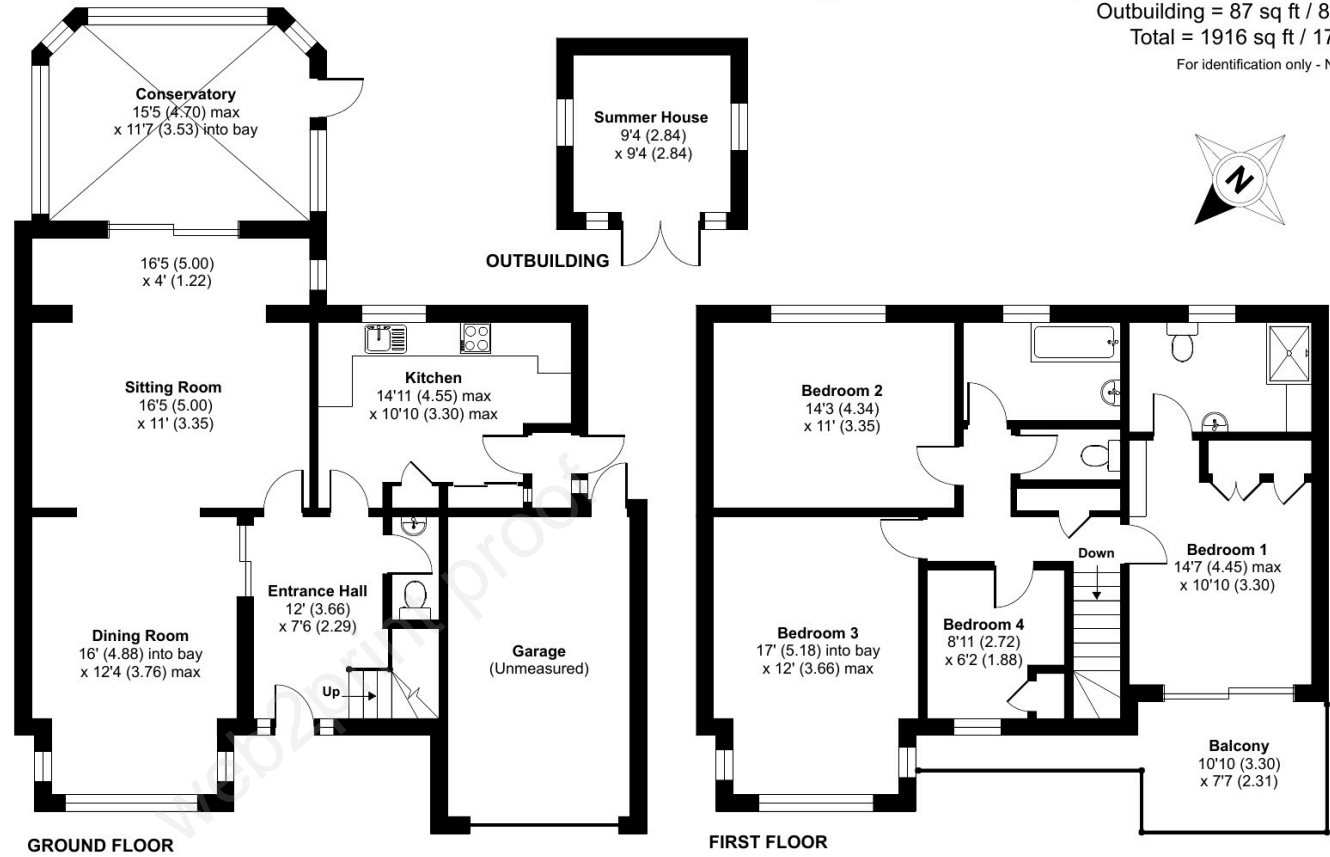 Outbuilding = 87 sq ft / 8
Total = 1916 sq ft / 17
For identification only - N
Conservatory
15'5 (4.70) max
x 11'7 (3.53) into bay
Summer House
9'4 (2.84)
x 9'4 (2.84)
N
OUTBUILDING
16'5 (5.00)
x 4' (1.22)
Sitting Room
16'5 (5.00)
x 11' (3.35)
Kitchen
14'11 (4.55) max
x 10'10 (3.30) max
Entrance Hall
12' (3.66)
x 7'6 (2.29)
Dining Room
16' (4.88) into bay
x 12'4 (3.76) max
Up
Garage
(Unmeasured)
GROUND FLOOR
Bedroom 2
14'3 (4.34)
x 11' (3.35)
Down
Bedroom 1
14'7 (4.45) max
x 10'10 (3.30)
Bedroom 3
17' (5.18) into bay
x 12' (3.66) max
Bedroom 4
8'11 (2.72)
x 6'2 (1.88)
Balcony
10'10 (3.30)
x 7'7 (2.31)
FIRST FLOOR
web2print proof